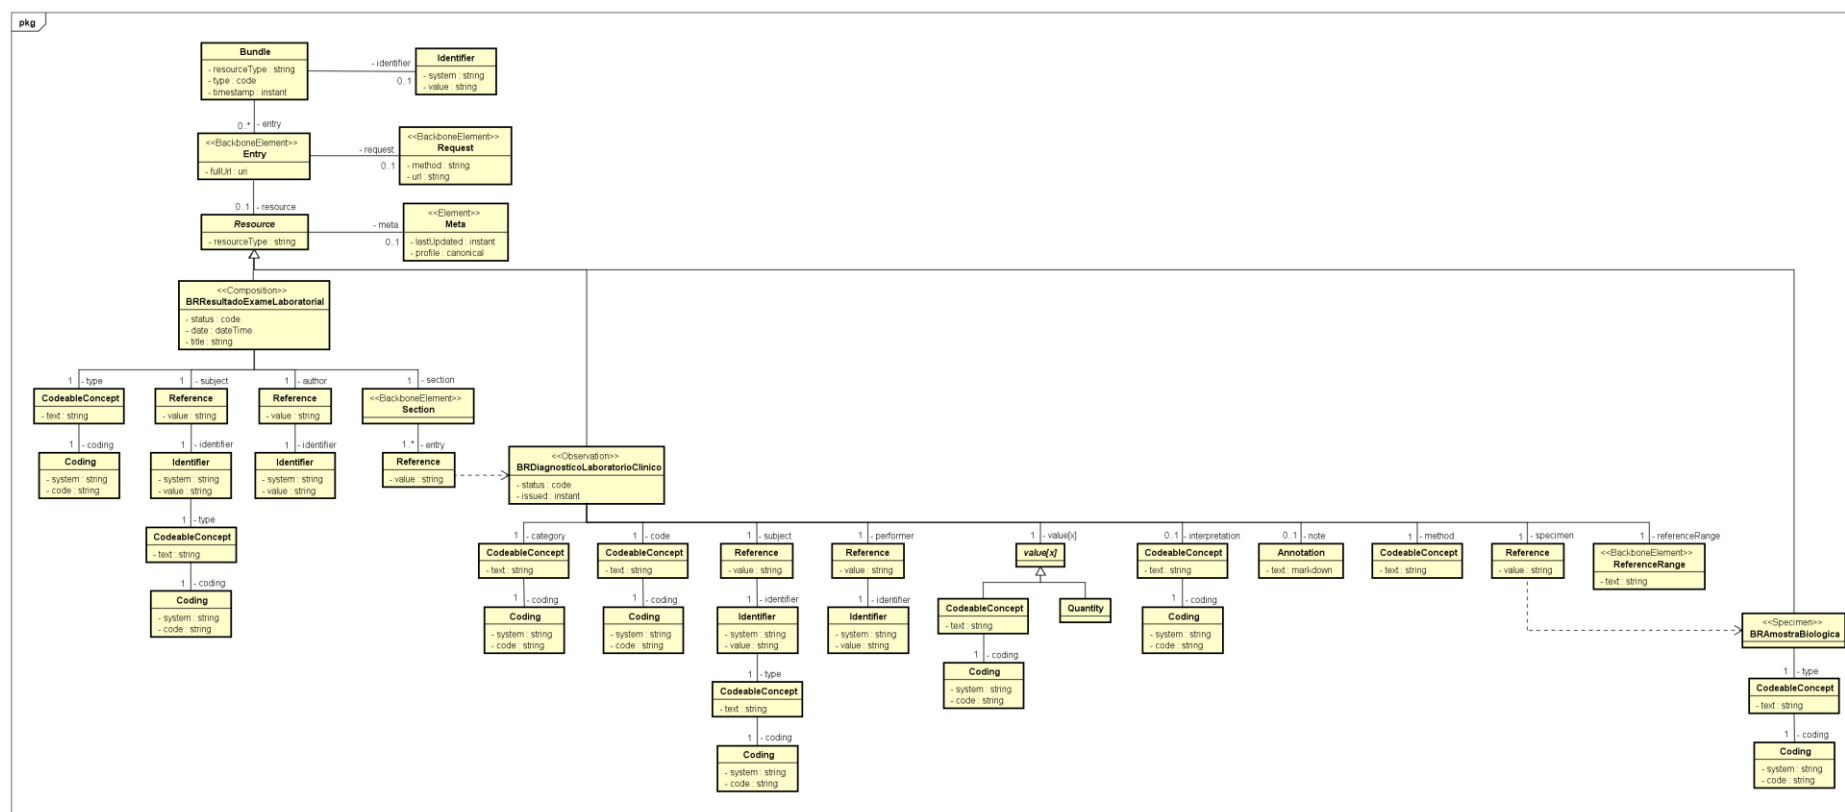 pkg
Bundle
- resourceType : string
- type : code
- timestamp : instant
- identifier
0..1
Identifier
- system : string
- value : string
0..* - entry
<<BackboneElement>>
Entry
- fullUrl : uri
- request
0..1
<<BackboneElement>>
Request
- method : string
- url : string
0..1 - resource
Resource
- resourceType : string
- meta
0..1
<<Element>>
Meta
- lastUpdated : instant
- profile : canonical
<<Composition>>
BRResultadoExameLaboratorial
- status : code
- date : dateTime
- title : string
1 - type
CodeableConcept
- text : string
1 - coding
Coding
- system : string
- code : string
1 - subject
Reference
- value : string
1 - identifier
Identifier
- system : string
- value : string
1 - type
CodeableConcept
- text : string
1 - coding
Coding
- system : string
- code : string
1 - author
Reference
- value : string
1 - identifier
Identifier
- system : string
- value : string
1 - section
<<BackboneElement>>
Section
1..* - entry
Reference
- value : string
<<Observation>>
BRDiagnosticoLaboratorioClinico
- status : code
- issued : instant
1 - category
CodeableConcept
- text : string
1 - coding
Coding
- system : string
- code : string
1 - code
CodeableConcept
- text : string
1 - coding
Coding
- system : string
- code : string
1 - subject
Reference
- value : string
1 - identifier
Identifier
- system : string
- value : string
1 - type
CodeableConcept
- text : string
1 - coding
Coding
- system : string
- code : string
1 - performer
Reference
- value : string
1 - identifier
Identifier
- system : string
- value : string
1 - value[x]
value[x]
CodeableConcept
- text : string
1 - coding
Coding
- system : string
- code : string
Quantity
0..1 - interpretation
CodeableConcept
- text : string
1 - coding
Coding
- system : string
- code : string
0..1 - note
Annotation
- text : markdown
1 - method
CodeableConcept
- text : string
1 - specimen
Reference
- value : string
1 - referenceRange
<<BackboneElement>>
ReferenceRange
- text : string
<<Specimen>>
BRAmostraBiologica
1 - type
CodeableConcept
- text : string
1 - coding
Coding
- system : string
- code : string